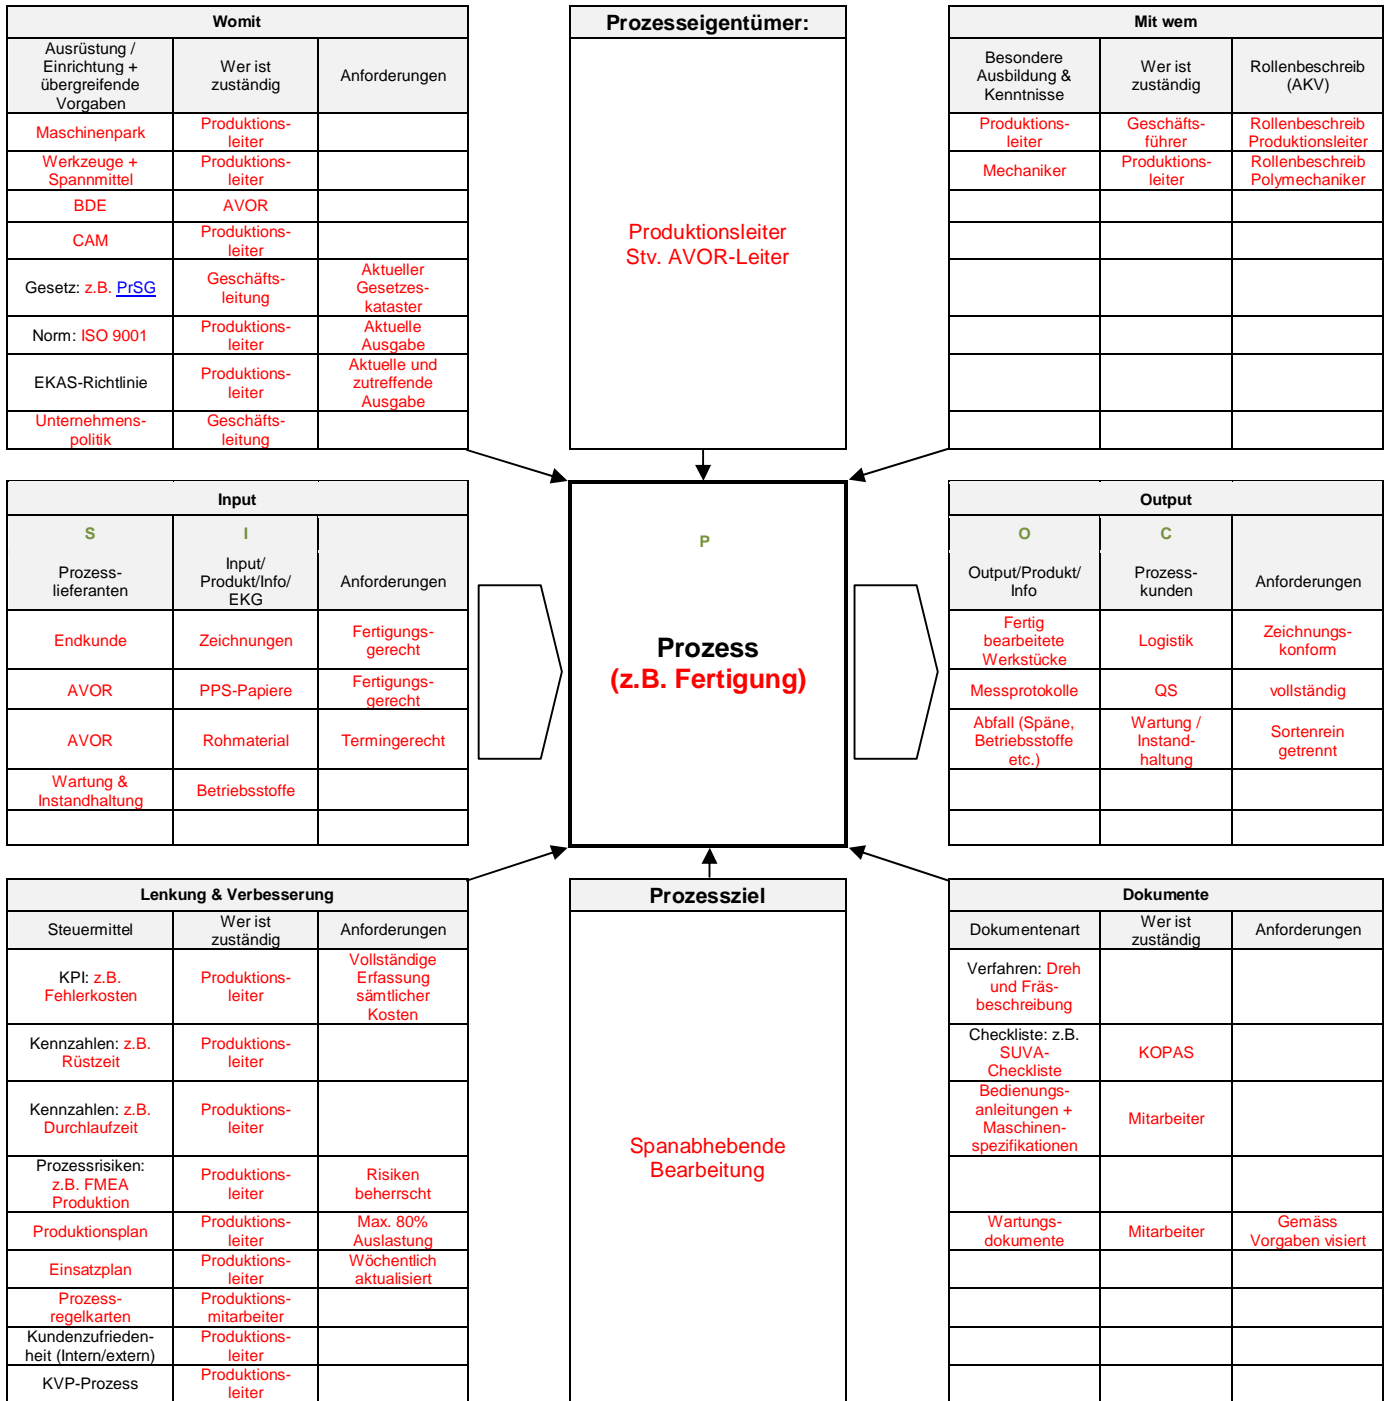 Womit
Ausrüstung /
Einrichtung +
übergreifende
Vorgaben
Wer ist
zuständig
Anforderungen
Maschinenpark
Produktions-
leiter
Werkzeuge +
Spannmittel
Produktions-
leiter
BDE
AVOR
CAM
Produktions-
leiter
Gesetz: z.B. PrSG
Geschäfts-
leitung
Aktueller
Gesetzes-
kataster
Norm: ISO 9001
Produktions-
leiter
Aktuelle
Ausgabe
EKAS-Richtlinie
Produktions-
leiter
Aktuelle und
zutreffende
Ausgabe
Unternehmens-
politik
Geschäfts-
leitung
Prozesseigentümer:
Produktionsleiter
Stv. AVOR-Leiter
Mit wem
Besondere
Ausbildung &
Kenntnisse
Wer ist
zuständig
Rollenbeschreib
(AKV)
Produktions-
leiter
Geschäfts-
führer
Rollenbeschreib
Produktionsleiter
Mechaniker
Produktions-
leiter
Rollenbeschreib
Polymechaniker
Input
S
I
Prozess-
lieferanten
Input/
Produkt/Info/
EKG
Anforderungen
Endkunde
Zeichnungen
Fertigungs-
gerecht
AVOR
PPS-Papiere
Fertigungs-
gerecht
AVOR
Rohmaterial
Termingerecht
Wartung &
Instandhaltung
Betriebsstoffe
P
Prozess
(z.B. Fertigung)
Output
O
C
Output/Produkt/
Info
Prozess-
kunden
Anforderungen
Fertig
bearbeitete
Werkstücke
Logistik
Zeichnungs-
konform
Messprotokolle
QS
vollständig
Abfall (Späne,
Betriebsstoffe
etc.)
Wartung /
Instand-
haltung
Sortenrein
getrennt
Lenkung & Verbesserung
Steuermittel
Wer ist
zuständig
Anforderungen
KPI: z.B.
Fehlerkosten
Produktions-
leiter
Vollständige
Erfassung
sämtlicher
Kosten
Kennzahlen: z.B.
Rüstzeit
Produktions-
leiter
Kennzahlen: z.B.
Durchlaufzeit
Produktions-
leiter
Prozessrisiken:
z.B. FMEA
Produktion
Produktions-
leiter
Risiken
beherrscht
Produktionsplan
Produktions-
leiter
Max. 80%
Auslastung
Einsatzplan
Produktions-
leiter
Wöchentlich
aktualisiert
Prozess-
regelkarten
Produktions-
mitarbeiter
Kundenzufrieden-
heit (Intern/extern)
Produktions-
leiter
KVP-Prozess
Produktions-
leiter
Prozessziel
Spanabhebende
Bearbeitung
Dokumente
Dokumentenart
Wer ist
zuständig
Anforderungen
Verfahren: Dreh
und Fräs-
beschreibung
Checkliste: z.B.
SUVA-
Checkliste
KOPAS
Bedienungs-
anleitungen +
Maschinen-
spezifikationen
Mitarbeiter
Wartungs-
dokumente
Mitarbeiter
Gemäss
Vorgaben visiert